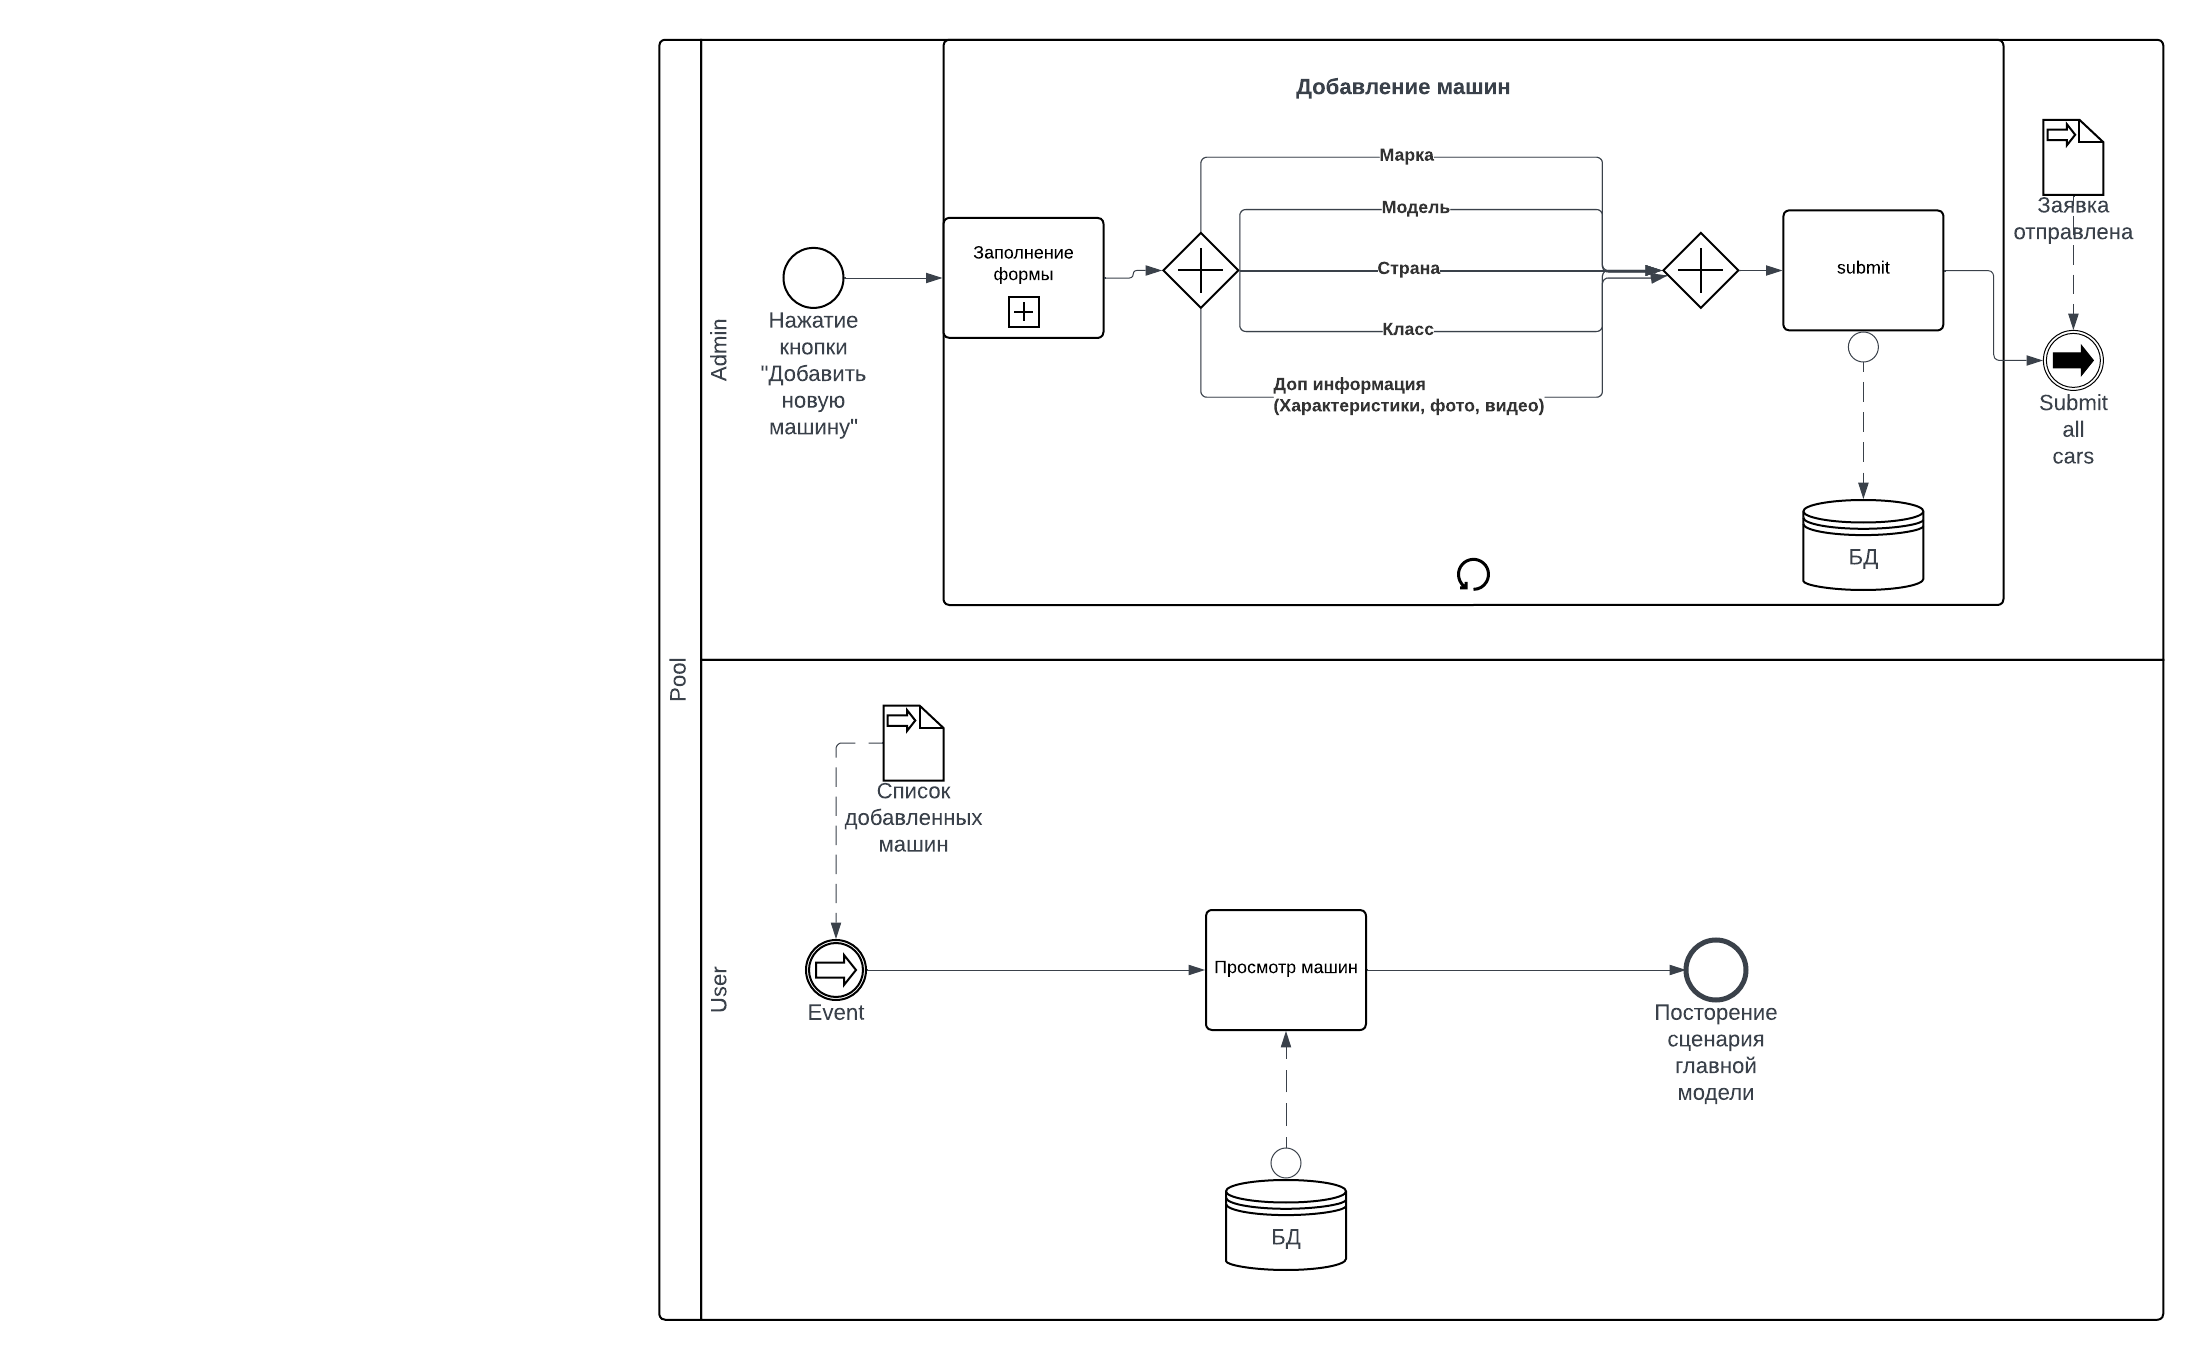 Pool
Admin
Добавление машин
Нажатие
кнопки
"Добавить
новую
машину"
Заполнение
формы
Марка
Модель
Страна
Класс
Доп информация
(Характеристики, фото, видео)
submit
БД
Заявка
отправлена
Submit
all
cars
User
Список
добавленных
машин
Event
Просмотр машин
БД
Посторение
сценария
главной
модели